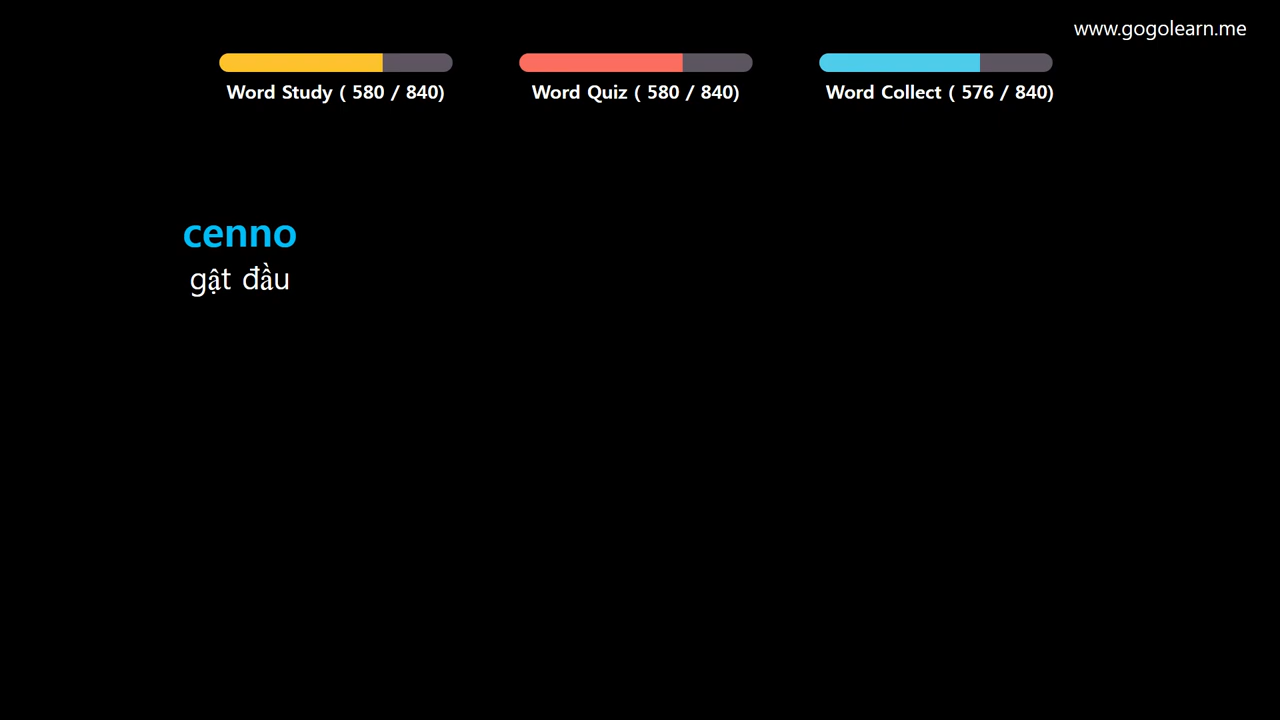 www.gogolearn.me
Word Study ( 580 / 840)
Word Quiz ( 580 / 840)
Word Collect ( 576 / 840)
cenno
gật đầu